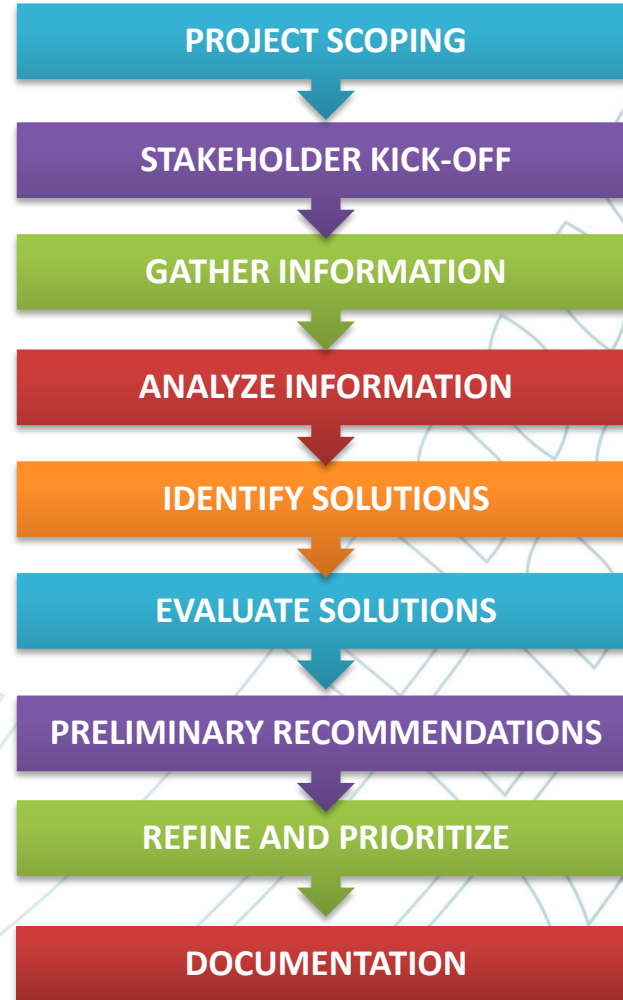 PROJECT SCOPING
STAKEHOLDER KICK-OFF
GATHER INFORMATION
ANALYZE INFORMATION
IDENTIFY SOLUTIONS
EVALUATE SOLUTIONS
PRELIMINARY RECOMMENDATIONS
REFINE AND PRIORITIZE
DOCUMENTATION